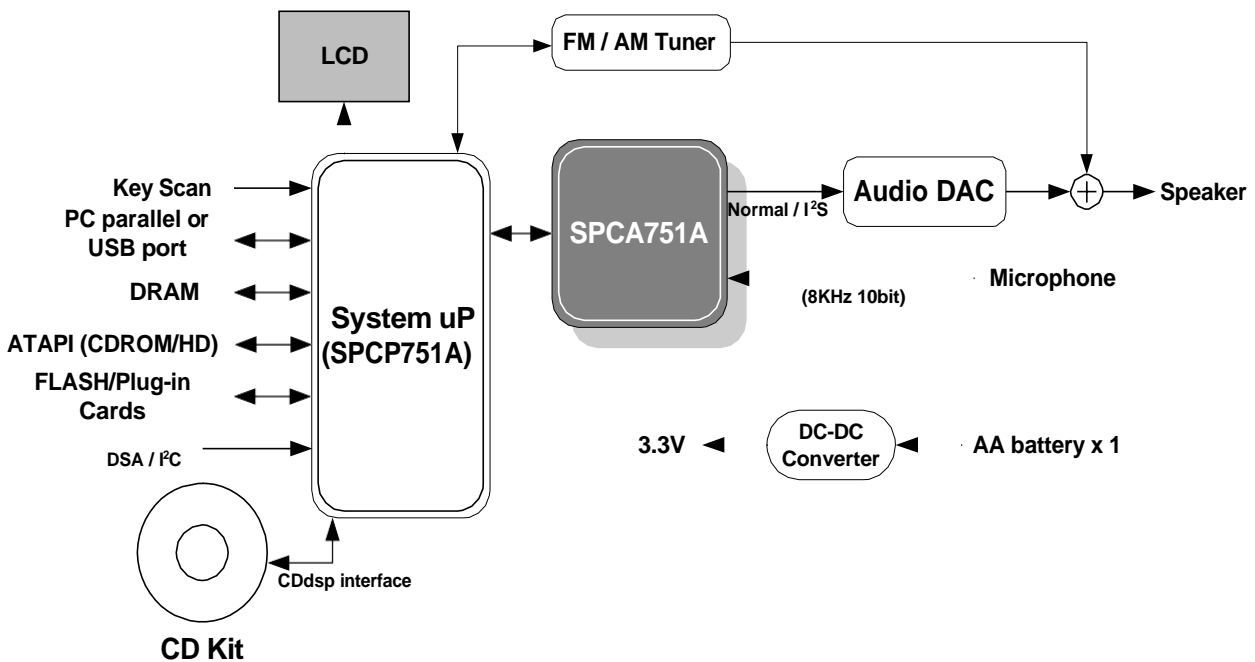 LCD
FM / AM Tuner
Key Scan
PC parallel or
USB port
DRAM
ATAPI (CDROM/HD)
FLASH/Plug-in
Cards
DSA / I²C
System uP
(SPCP751A)
SPCA751A
Normal / I²S
Audio DAC
Speaker
(8KHz 10bit)
Microphone
3.3V
DC-DC
Converter
AA battery x 1
CDdsp interface
CD Kit